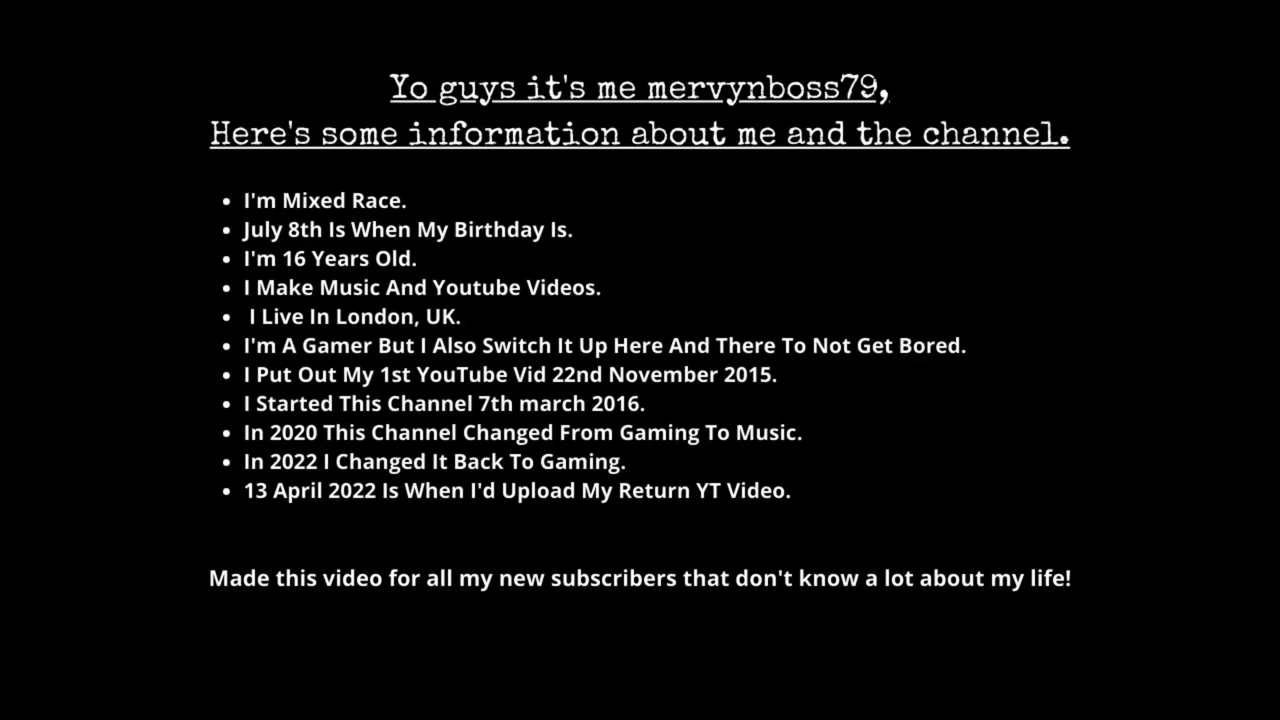 Yo guys it's me mervynboss79,
Here's some information about me and the channel.
• I'm Mixed Race.
• July 8th Is When My Birthday Is.
• I'm 16 Years Old.
• I Make Music And Youtube Videos.
• I Live In London, UK.
• I'm A Gamer But I Also Switch It Up Here And There To Not Get Bored.
• I Put Out My 1st YouTube Vid 22nd November 2015.
• I Started This Channel 7th march 2016.
• In 2020 This Channel Changed From Gaming To Music.
• In 2022 I Changed It Back To Gaming.
• 13 April 2022 Is When I'd Upload My Return YT Video.
Made this video for all my new subscribers that don't know a lot about my life!